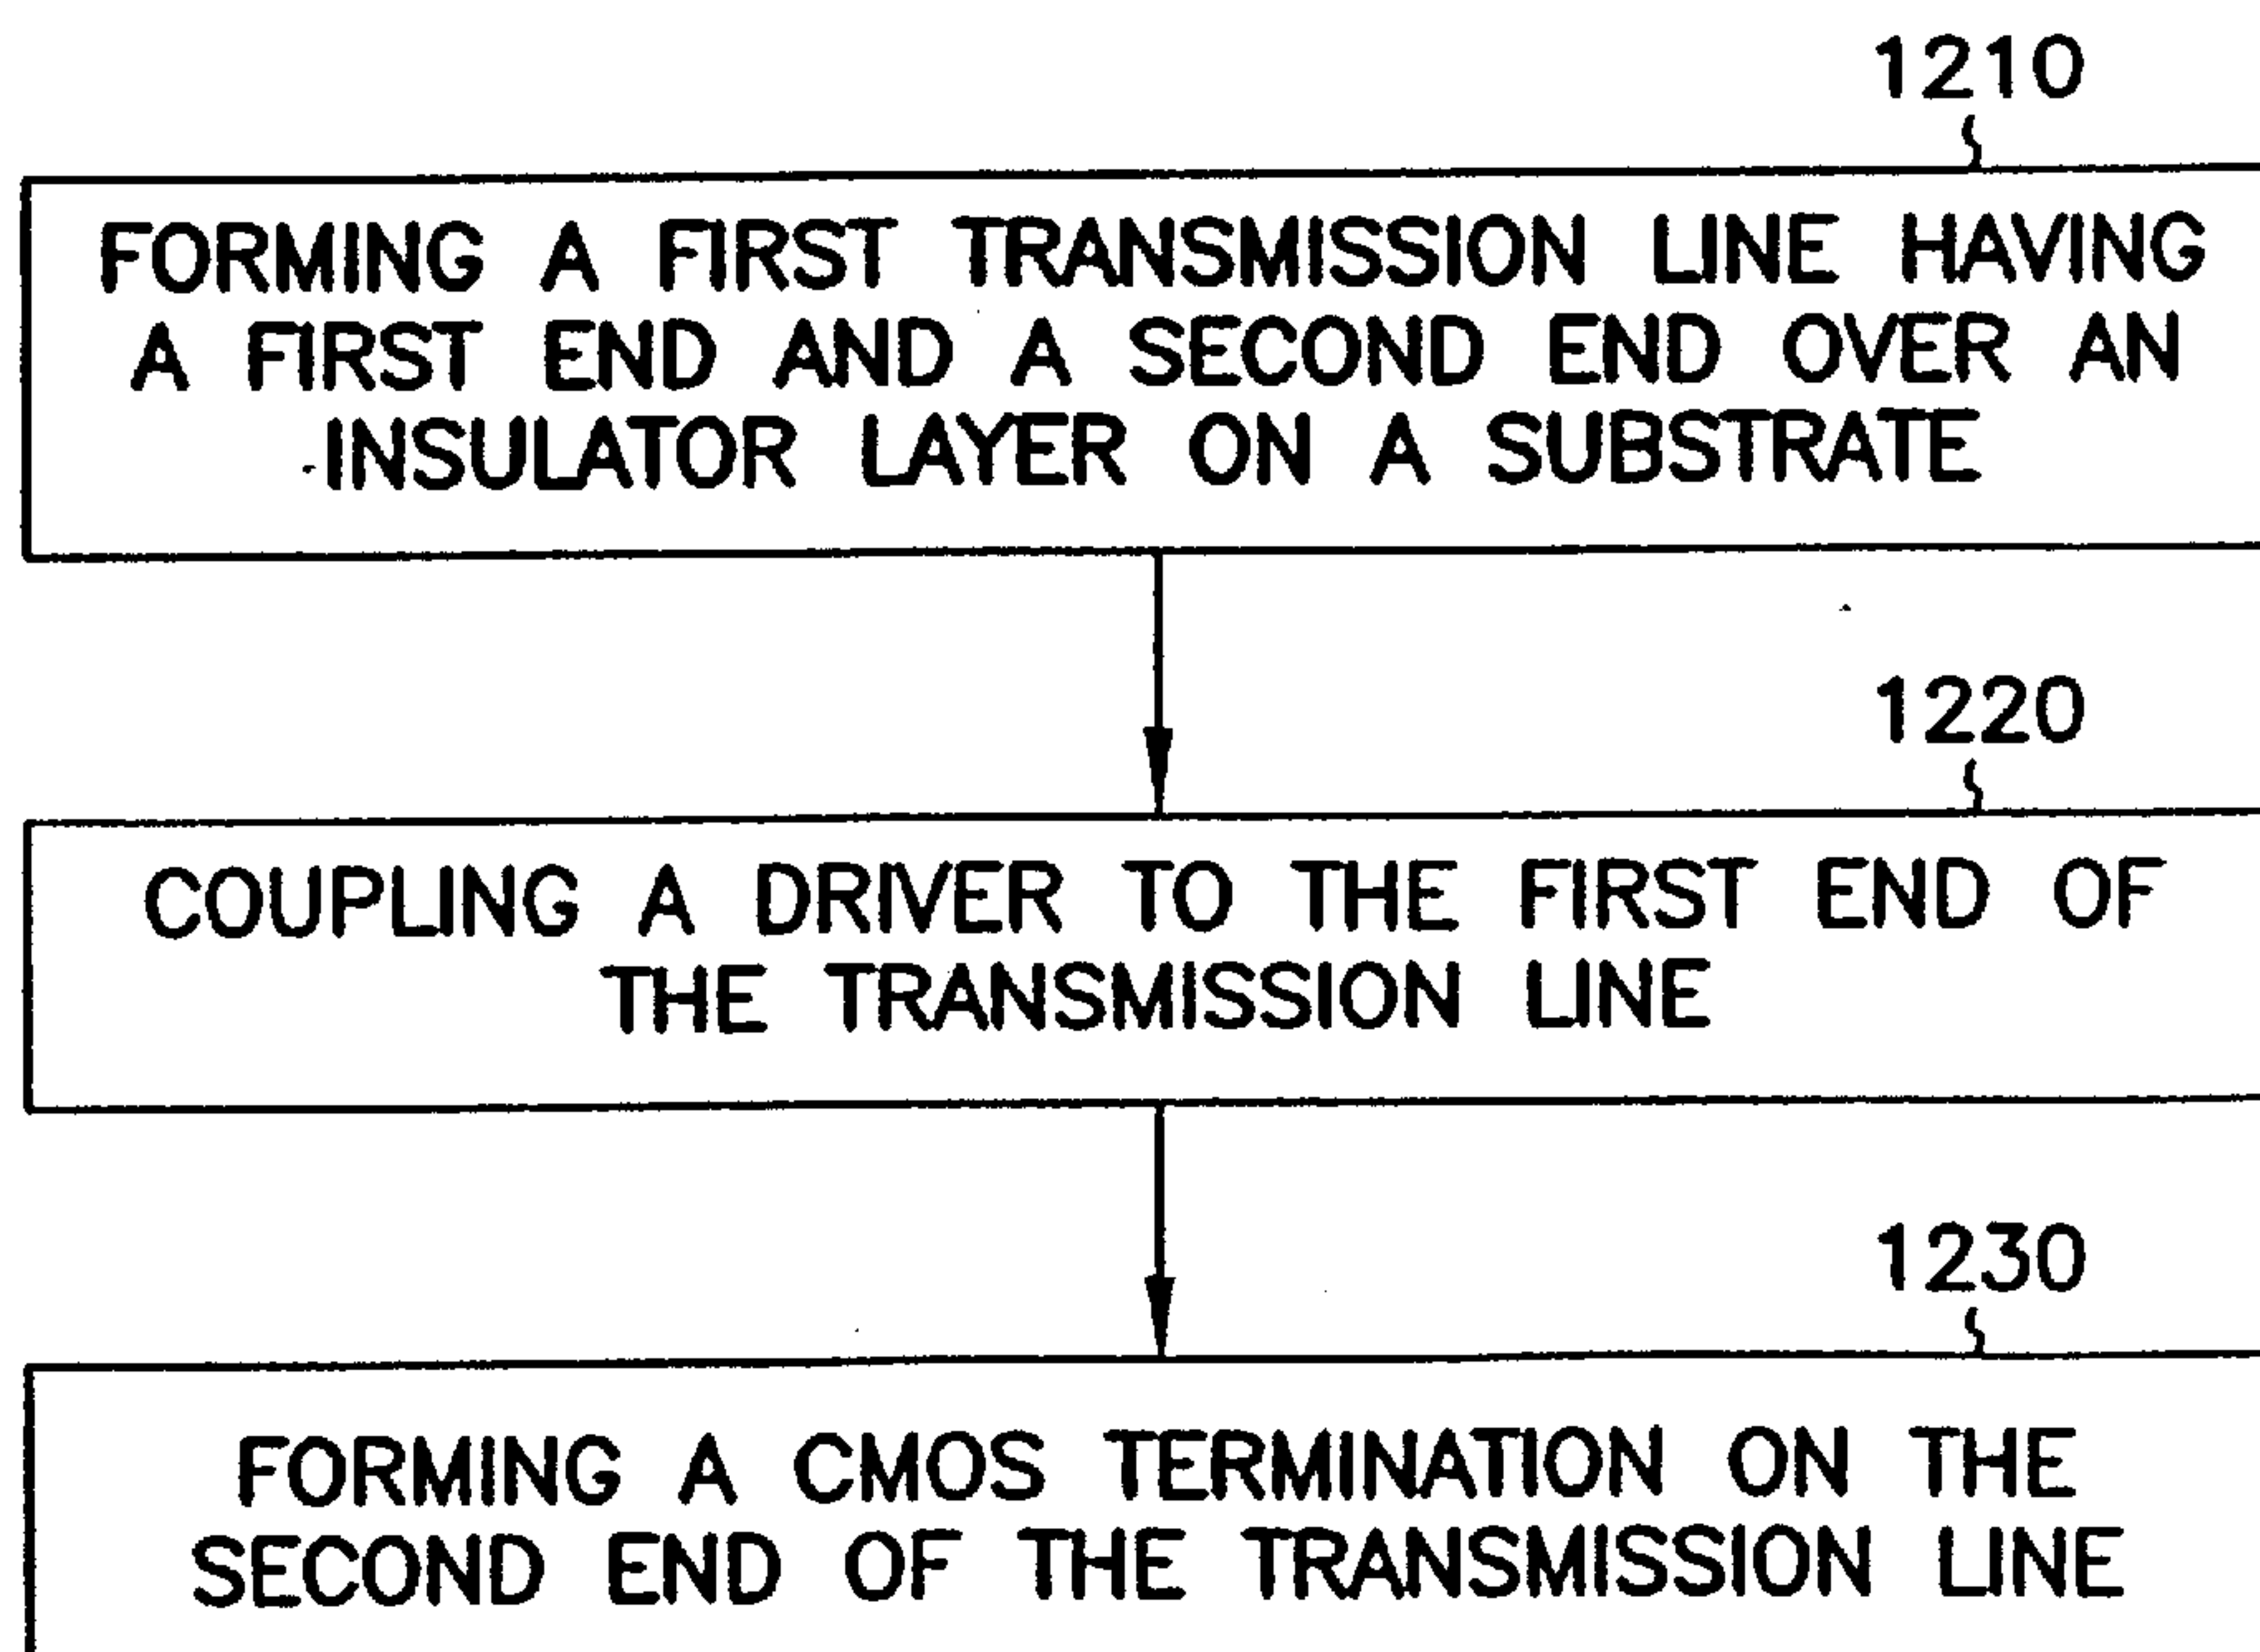 1210
FORMING A FIRST TRANSMISSION LINE HAVING
A FIRST END AND A SECOND END OVER AN
INSULATOR LAYER ON A SUBSTRATE
1220
COUPLING A DRIVER TO THE FIRST END OF
THE TRANSMISSION LINE
1230
FORMING A CMOS TERMINATION ON THE
SECOND END OF THE TRANSMISSION LINE